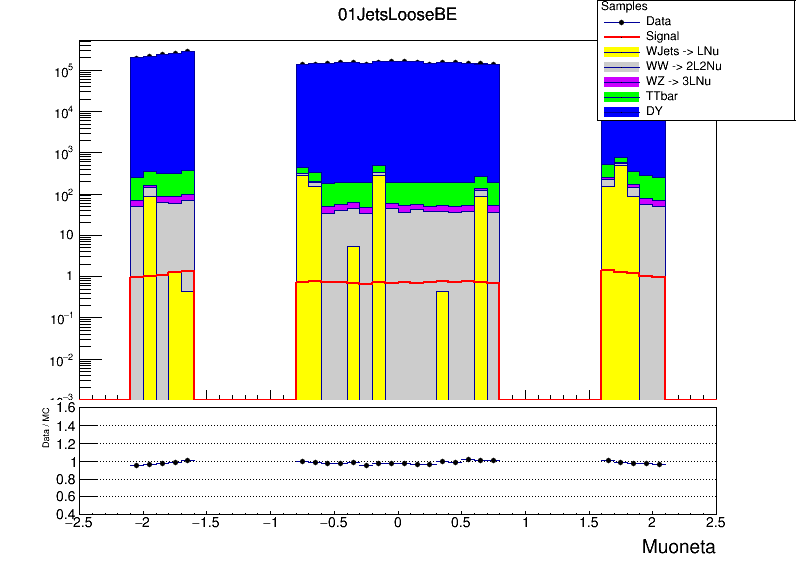 01JetsLooseBE
Samples
Data
Signal
WJets -> LNu
WW -> 2L2Nu
WZ -> 3LNu
TTbar
DY
10^5
10^4
10^3
10^2
10
1
10^−1
10^−2
10^−3
Data / MC
1.6
1.4
1.2
1
0.8
0.6
0.4
−2.5 −2 −1.5 −1 −0.5 0 0.5 1 1.5 2 2.5
Muoneta